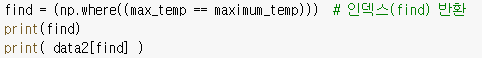 find = (np.where((max_temp == maximum_temp))) # 인덱스(find) 반환
print(find)
print( data2[find] )